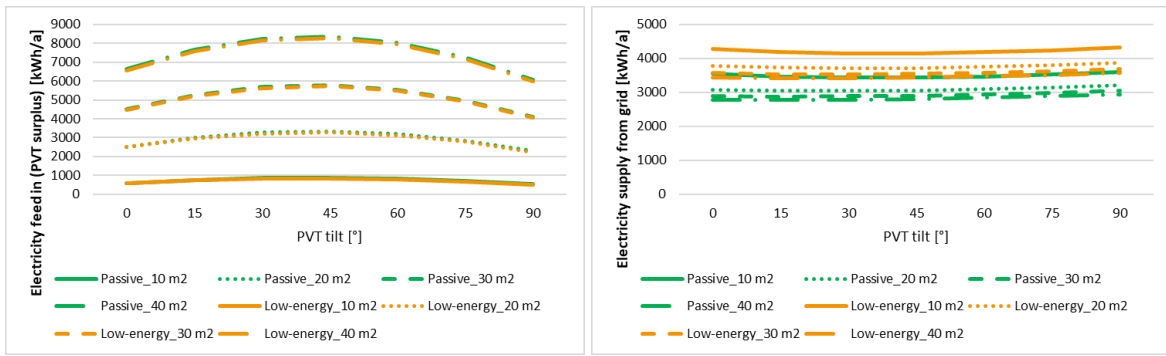 Electricity feedin (PVT surplus) [kWh/a]
9000
8000
7000
6000
5000
4000
3000
2000
1000
0
0 15 30 45 60 75 90
PVT tilt [°]
Passive_10 m2 Passive_20 m2 Passive_30 m2
Passive_40 m2 Low-energy_10 m2 Low-energy_20 m2
Low-energy_30 m2 Low-energy_40 m2
Electricity supply from grid [kWh/a]
5000
4000
3000
2000
1000
0
0 15 30 45 60 75 90
PVT tilt [°]
Passive_10 m2 Passive_20 m2 Passive_30 m2
Passive_40 m2 Low-energy_10 m2 Low-energy_20 m2
Low-energy_30 m2 Low-energy_40 m2